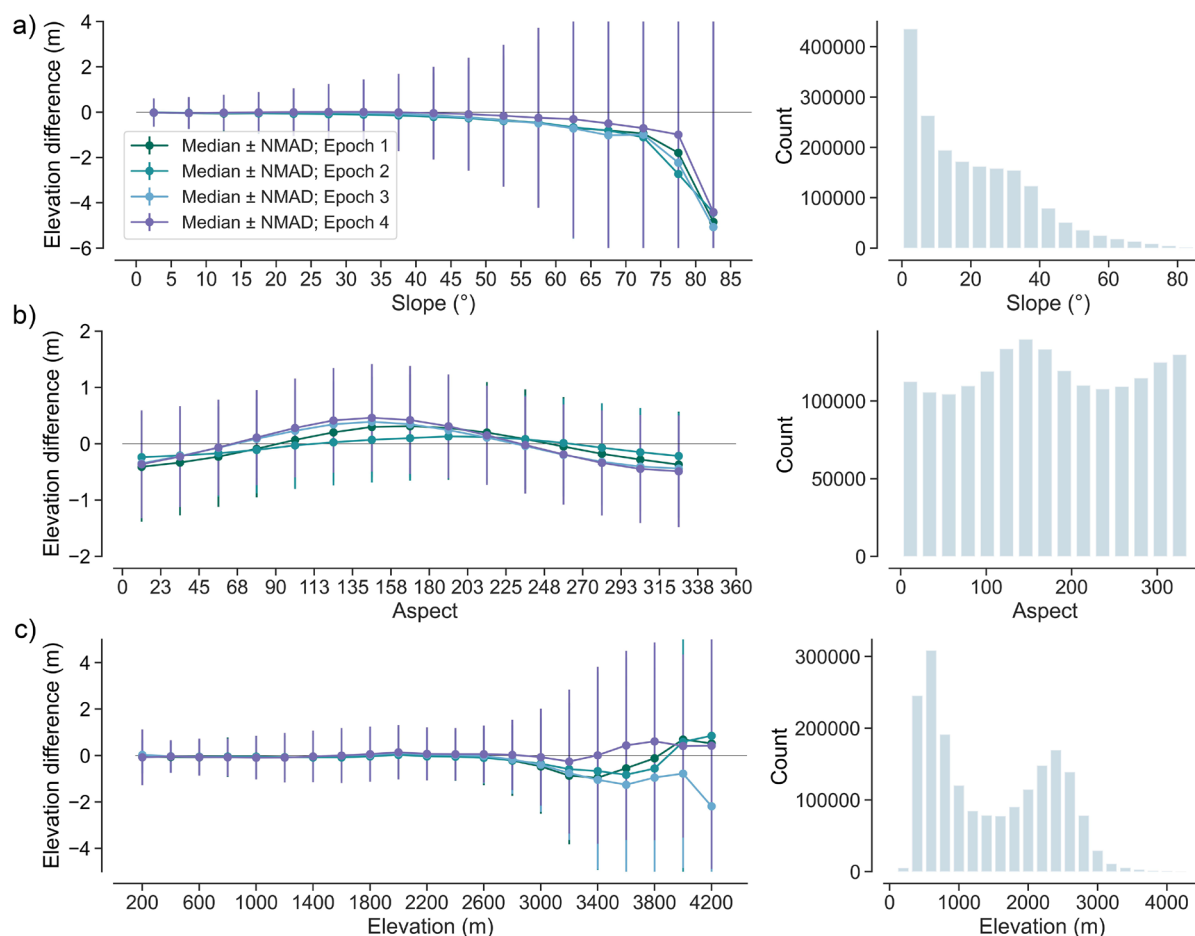 a)
Elevation difference (m)
4
2
0
−2
−4
−6
Median ± NMAD; Epoch 1
Median ± NMAD; Epoch 2
Median ± NMAD; Epoch 3
Median ± NMAD; Epoch 4
0 5 10 15 20 25 30 35 40 45 50 55 60 65 70 75 80 85
Slope (°)
Count
400000
300000
200000
100000
0
0 20 40 60 80
Slope (°)
b)
Elevation difference (m)
2
1
0
−1
−2
0 23 45 68 90 113 135 158 180 203 225 248 270 293 315 338 360
Aspect
Count
100000
50000
0
0 100 200 300
Aspect
c)
Elevation difference (m)
4
2
0
−2
−4
200 600 1000 1400 1800 2200 2600 3000 3400 3800 4200
Elevation (m)
Count
300000
200000
100000
0
0 1000 2000 3000 4000
Elevation (m)